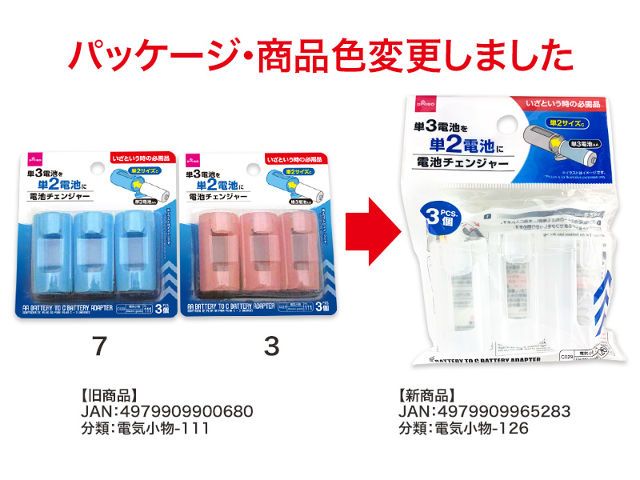 パッケージ・商品色変更しました
DAISO
いざという時の必需品
単3電池を
単2電池に
電池チェンジャー
単2サイズに
単3電池
AA BATTERY TO C BATTERY ADAPTER
3個
DAISO
いざという時の必需品
単3電池を
単2電池に
電池チェンジャー
単2サイズに
単3電池
AA BATTERY TO C BATTERY ADAPTER
3個
DAISO
いざという時の必需品
単3電池を
単2電池に
電池チェンジャー
単2サイズに
単3電池
3 PCS.
個
BATTERY TO C BATTERY ADAPTER
7
3
【旧商品】
JAN:4979909900680
分類:電気小物-111
【新商品】
JAN:4979909965283
分類:電気小物-126